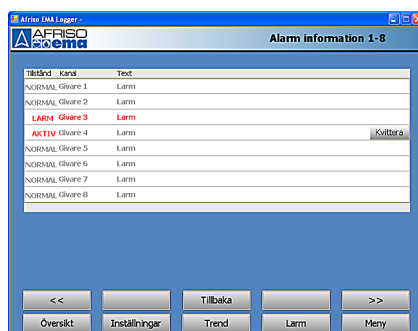 Afriso EMA Logger -
AFRISO
ema
Alarm information 1-8
Tillstånd Kanal Text
NORMAL Givare 1 Larm
NORMAL Givare 2 Larm
LARM Givare 3 Larm
AKTIV Givare 4 Larm Kvittera
NORMAL Givare 5 Larm
NORMAL Givare 6 Larm
NORMAL Givare 7 Larm
NORMAL Givare 8 Larm
<< Tillbaka >>
Översikt Inställningar Trend Larm Meny